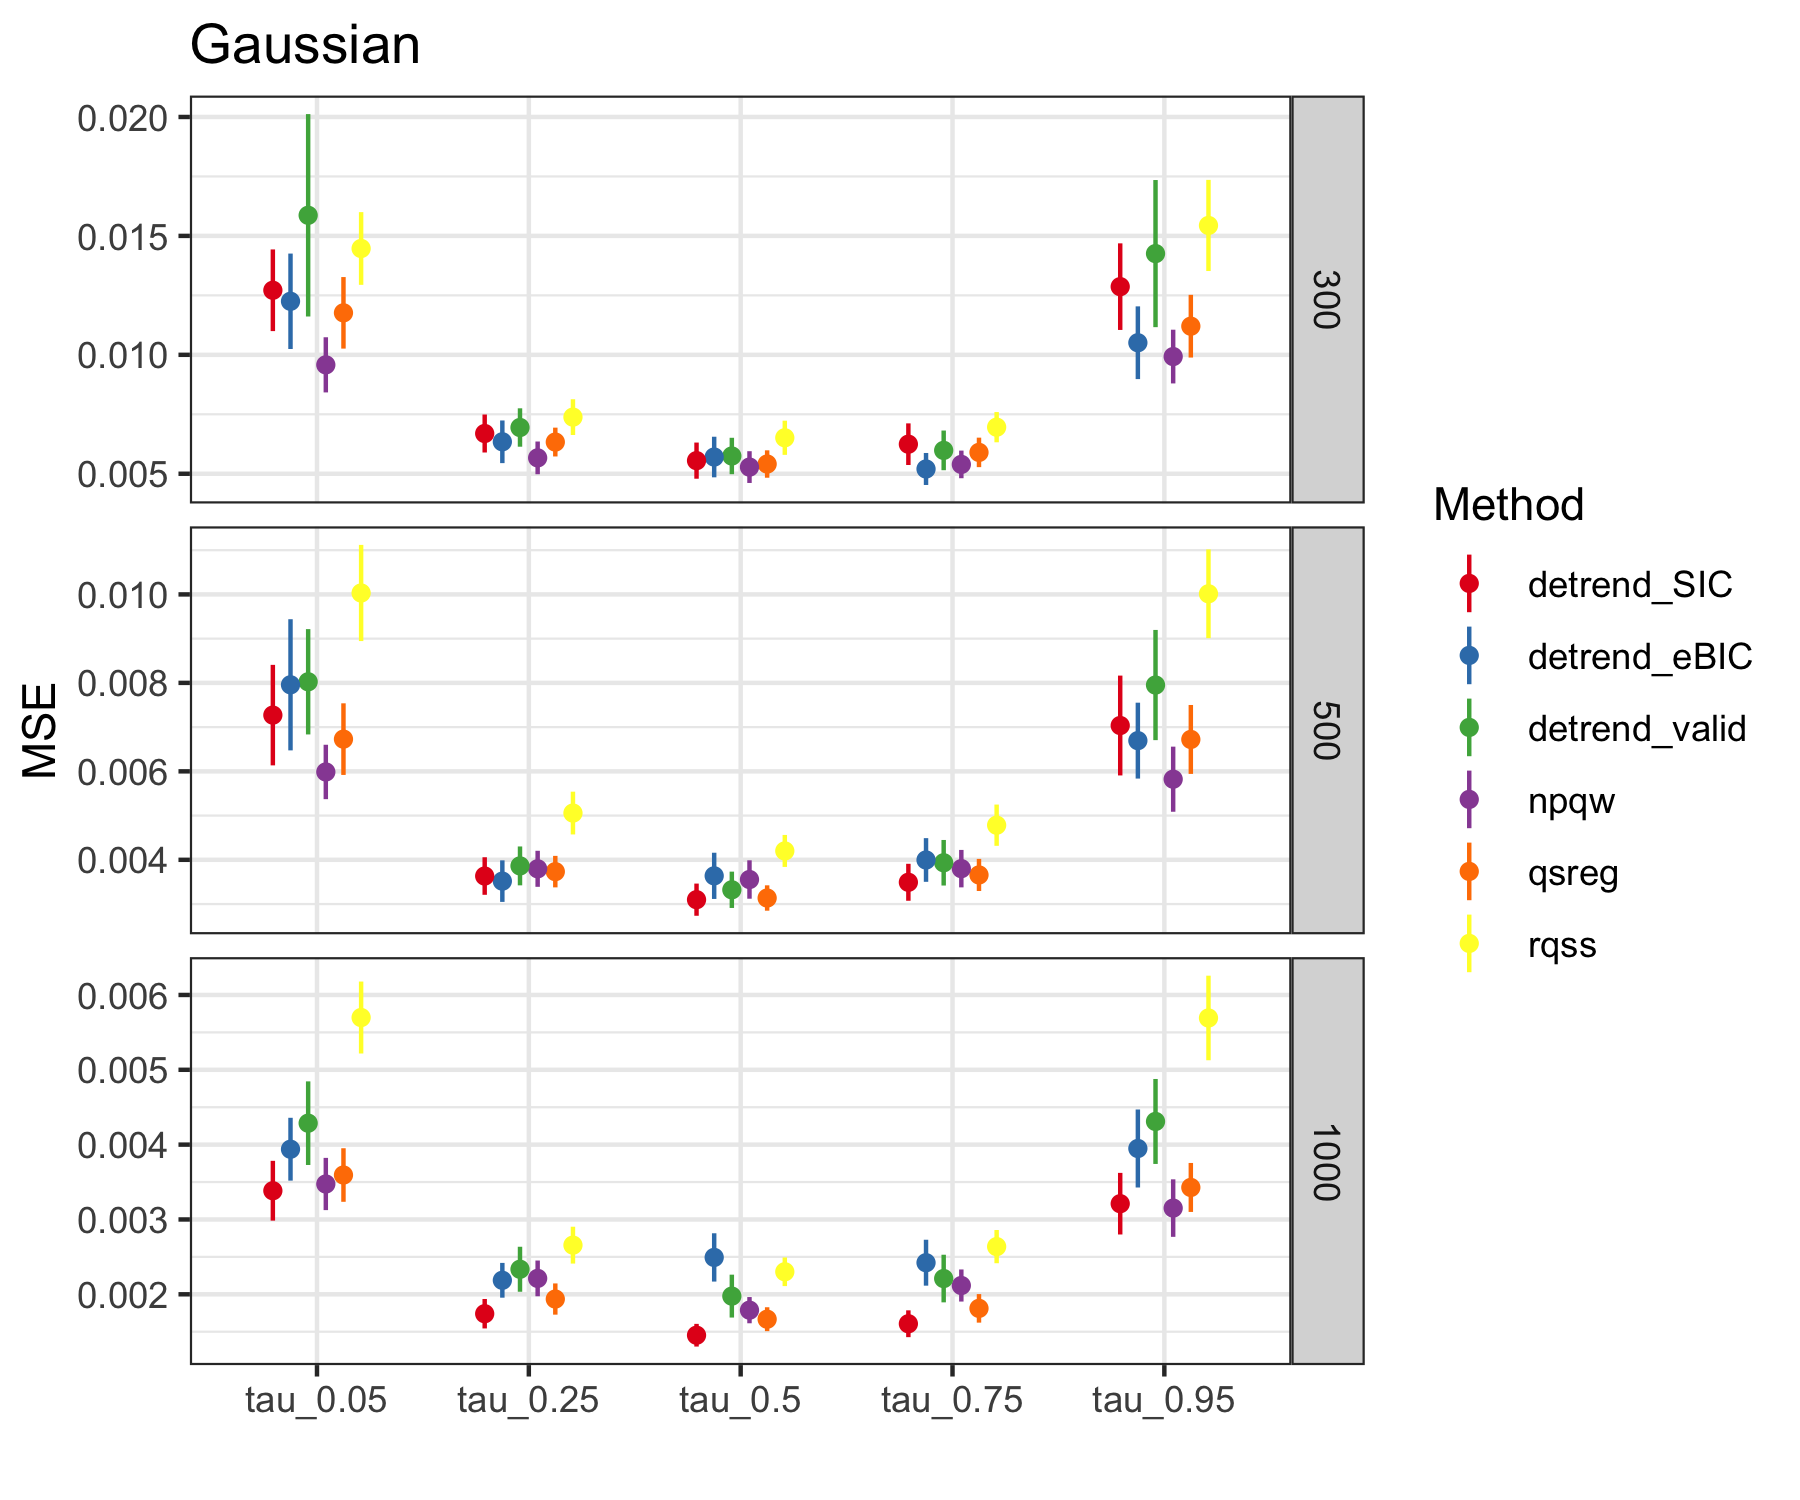 Gaussian
0.020
0.015
0.010
0.005
300
0.010
0.008
0.006
0.004
500
0.006
0.005
0.004
0.003
0.002
1000
MSE
tau_0.05
tau_0.25
tau_0.5
tau_0.75
tau_0.95
Method
detrend_SIC
detrend_eBIC
detrend_valid
npqw
qsreg
rqss